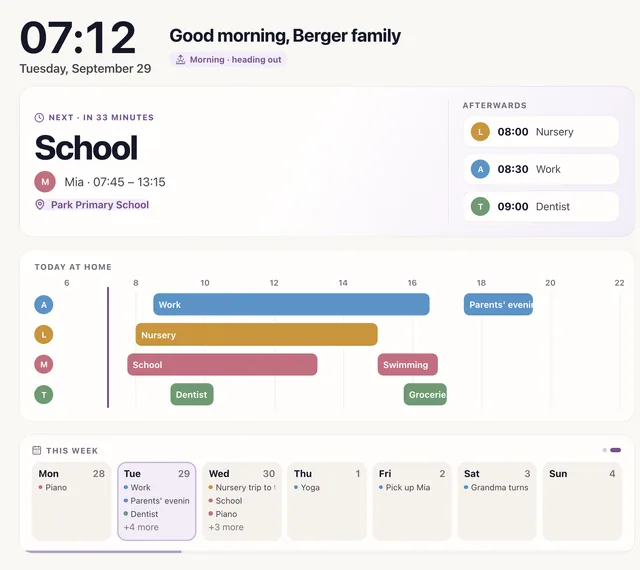 07:12
Tuesday, September 29
Good morning, Berger family
Morning · heading out
NEXT · IN 33 MINUTES
School
M Mia · 07:45 – 13:15
Park Primary School
AFTERWARDS
L 08:00 Nursery
A 08:30 Work
T 09:00 Dentist
TODAY AT HOME
6 8 10 12 14 16 18 20 22
A Work Parents' evenin
L Nursery
M School Swimming
T Dentist Grocerie
THIS WEEK
Mon 28
Piano
Tue 29
Work
Parents' evenin
Dentist
+4 more
Wed 30
Nursery trip to t
School
Piano
+3 more
Thu 1
Yoga
Fri 2
Pick up Mia
Sat 3
Grandma turns
Sun 4